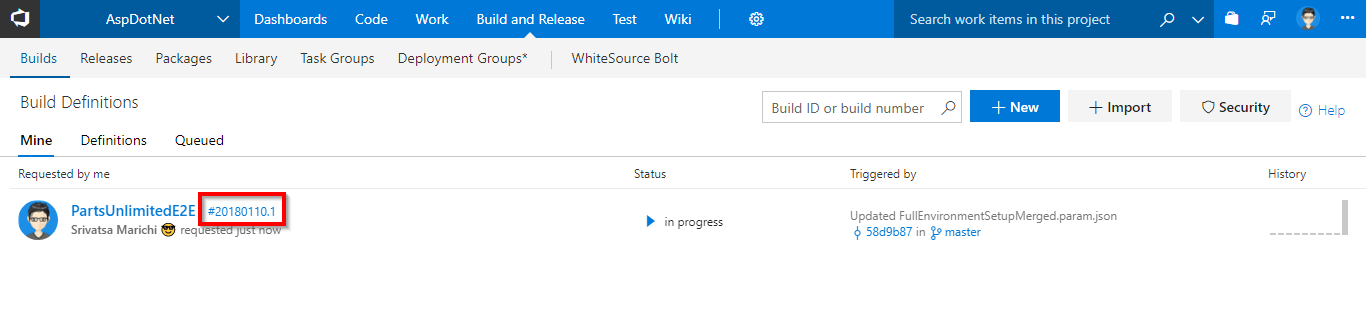 AspDotNet Dashboards Code Work Build and Release Test Wiki Search work items in this project
Builds Releases Packages Library Task Groups Deployment Groups* WhiteSource Bolt
Build Definitions
Build ID or build number + New + Import Security Help
Mine Definitions Queued
Requested by me Status Triggered by History
PartsUnlimitedE2E #20180110.1
Srivatsa Marichi 😎 requested just now
in progress
Updated FullEnvironmentSetupMerged.param.json
58d9b87 in master